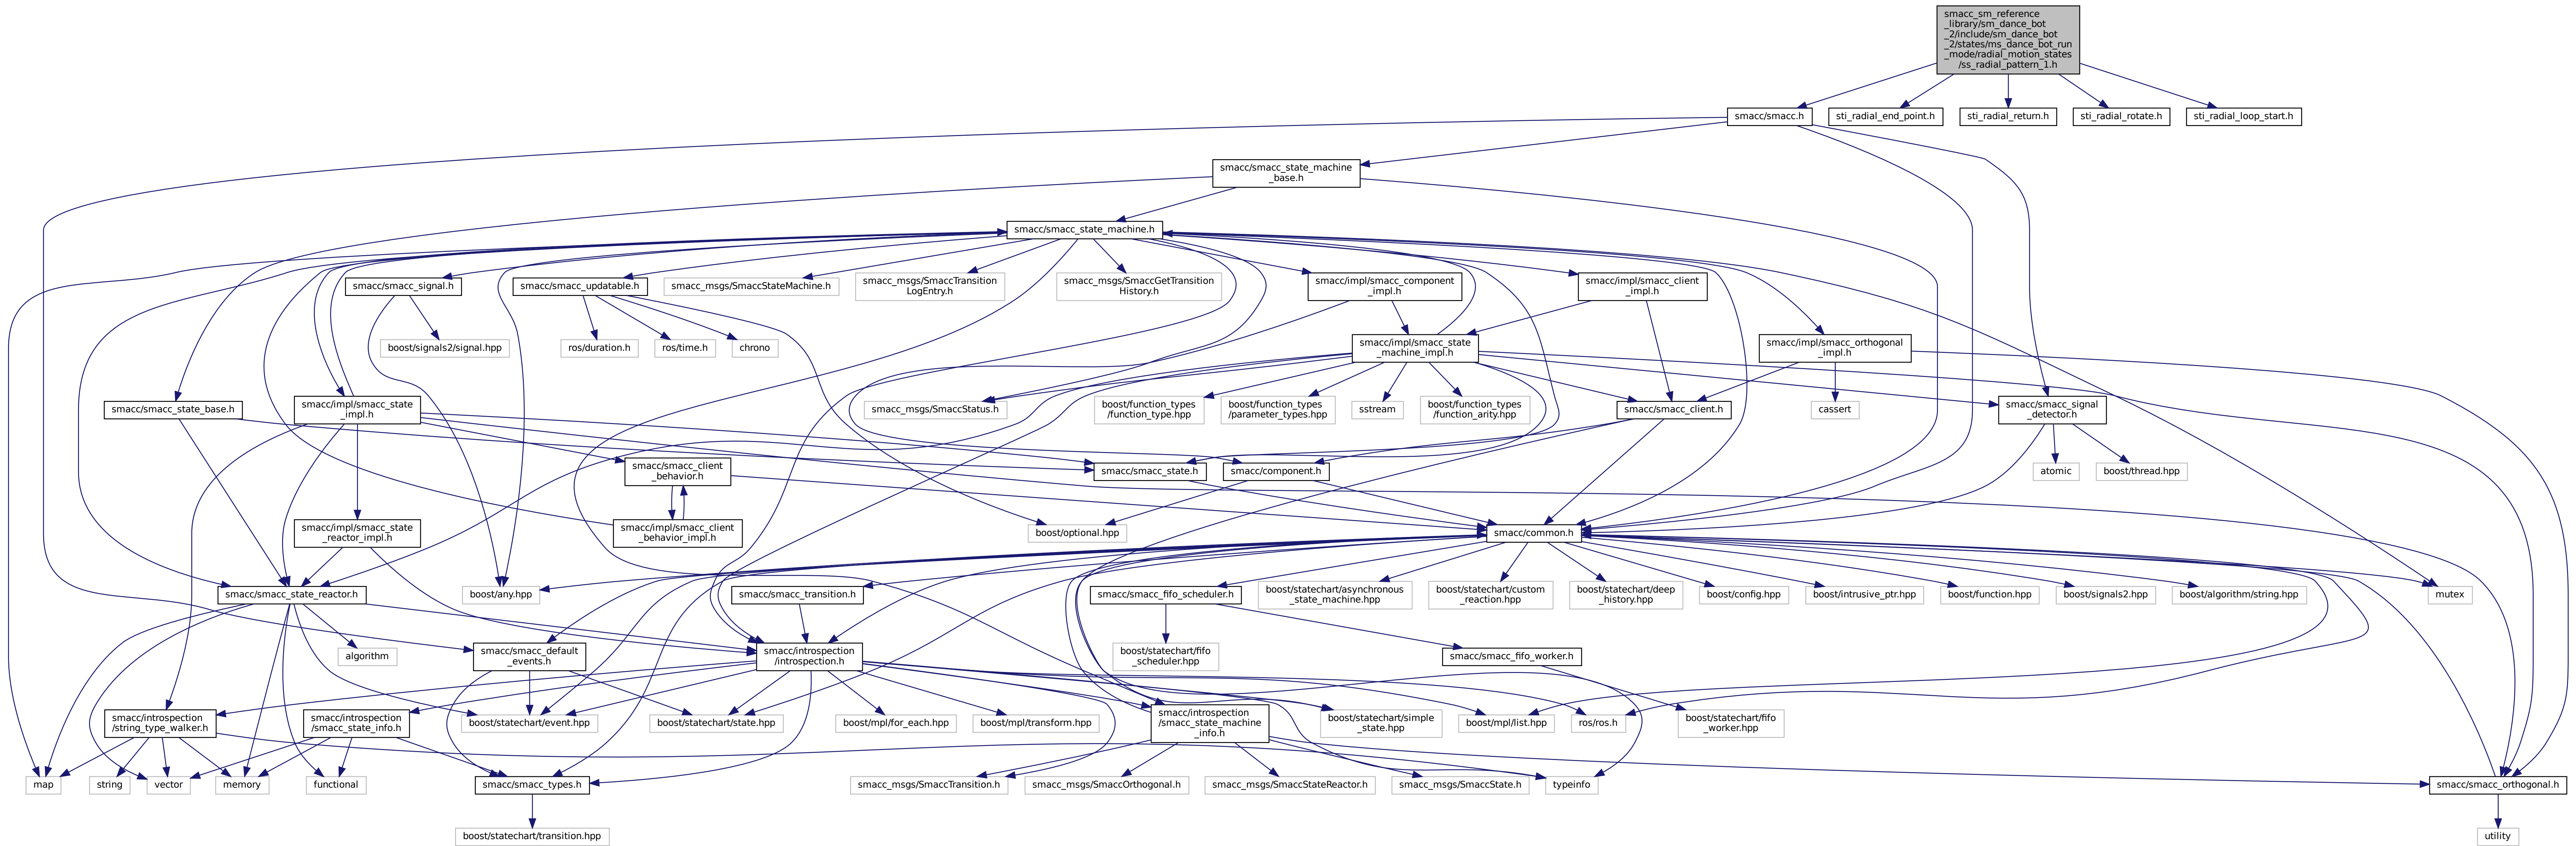 smacc_sm_reference
_library/sm_dance_bot
_2/include/sm_dance_bot
_2/states/ms_dance_bot_run
_mode/radial_motion_states
/ss_radial_pattern_1.h
smacc/smacc.h
sti_radial_end_point.h
sti_radial_return.h
sti_radial_rotate.h
sti_radial_loop_start.h
smacc/smacc_state_machine
_base.h
smacc/smacc_state_machine.h
smacc/smacc_signal.h
smacc/smacc_updatable.h
smacc_msgs/SmaccStateMachine.h
smacc_msgs/SmaccTransition
LogEntry.h
smacc_msgs/SmaccGetTransition
History.h
smacc/impl/smacc_component
_impl.h
smacc/impl/smacc_client
_impl.h
boost/signals2/signal.hpp
ros/duration.h
ros/time.h
chrono
smacc/impl/smacc_state
_machine_impl.h
smacc/impl/smacc_orthogonal
_impl.h
smacc/smacc_state_base.h
smacc/impl/smacc_state
_impl.h
smacc_msgs/SmaccStatus.h
boost/function_types
/function_type.hpp
boost/function_types
/parameter_types.hpp
sstream
boost/function_types
/function_arity.hpp
smacc/smacc_client.h
cassert
smacc/smacc_signal
_detector.h
smacc/smacc_client
_behavior.h
smacc/smacc_state.h
smacc/component.h
atomic
boost/thread.hpp
smacc/impl/smacc_state
_reactor_impl.h
smacc/impl/smacc_client
_behavior_impl.h
boost/optional.hpp
smacc/common.h
smacc/smacc_state_reactor.h
boost/any.hpp
smacc/smacc_transition.h
smacc/smacc_fifo_scheduler.h
boost/statechart/asynchronous
_state_machine.hpp
boost/statechart/custom
_reaction.hpp
boost/statechart/deep
_history.hpp
boost/config.hpp
boost/intrusive_ptr.hpp
boost/function.hpp
boost/signals2.hpp
boost/algorithm/string.hpp
mutex
algorithm
smacc/smacc_default
_events.h
smacc/introspection
/introspection.h
boost/statechart/fifo
_scheduler.hpp
smacc/smacc_fifo_worker.h
smacc/introspection
/string_type_walker.h
smacc/introspection
/smacc_state_info.h
boost/statechart/event.hpp
boost/statechart/state.hpp
boost/mpl/for_each.hpp
boost/mpl/transform.hpp
smacc/introspection
/smacc_state_machine
_info.h
boost/statechart/simple
_state.hpp
boost/mpl/list.hpp
ros/ros.h
boost/statechart/fifo
_worker.hpp
map
string
vector
memory
functional
smacc/smacc_types.h
smacc_msgs/SmaccTransition.h
smacc_msgs/SmaccOrthogonal.h
smacc_msgs/SmaccStateReactor.h
smacc_msgs/SmaccState.h
typeinfo
smacc/smacc_orthogonal.h
boost/statechart/transition.hpp
utility